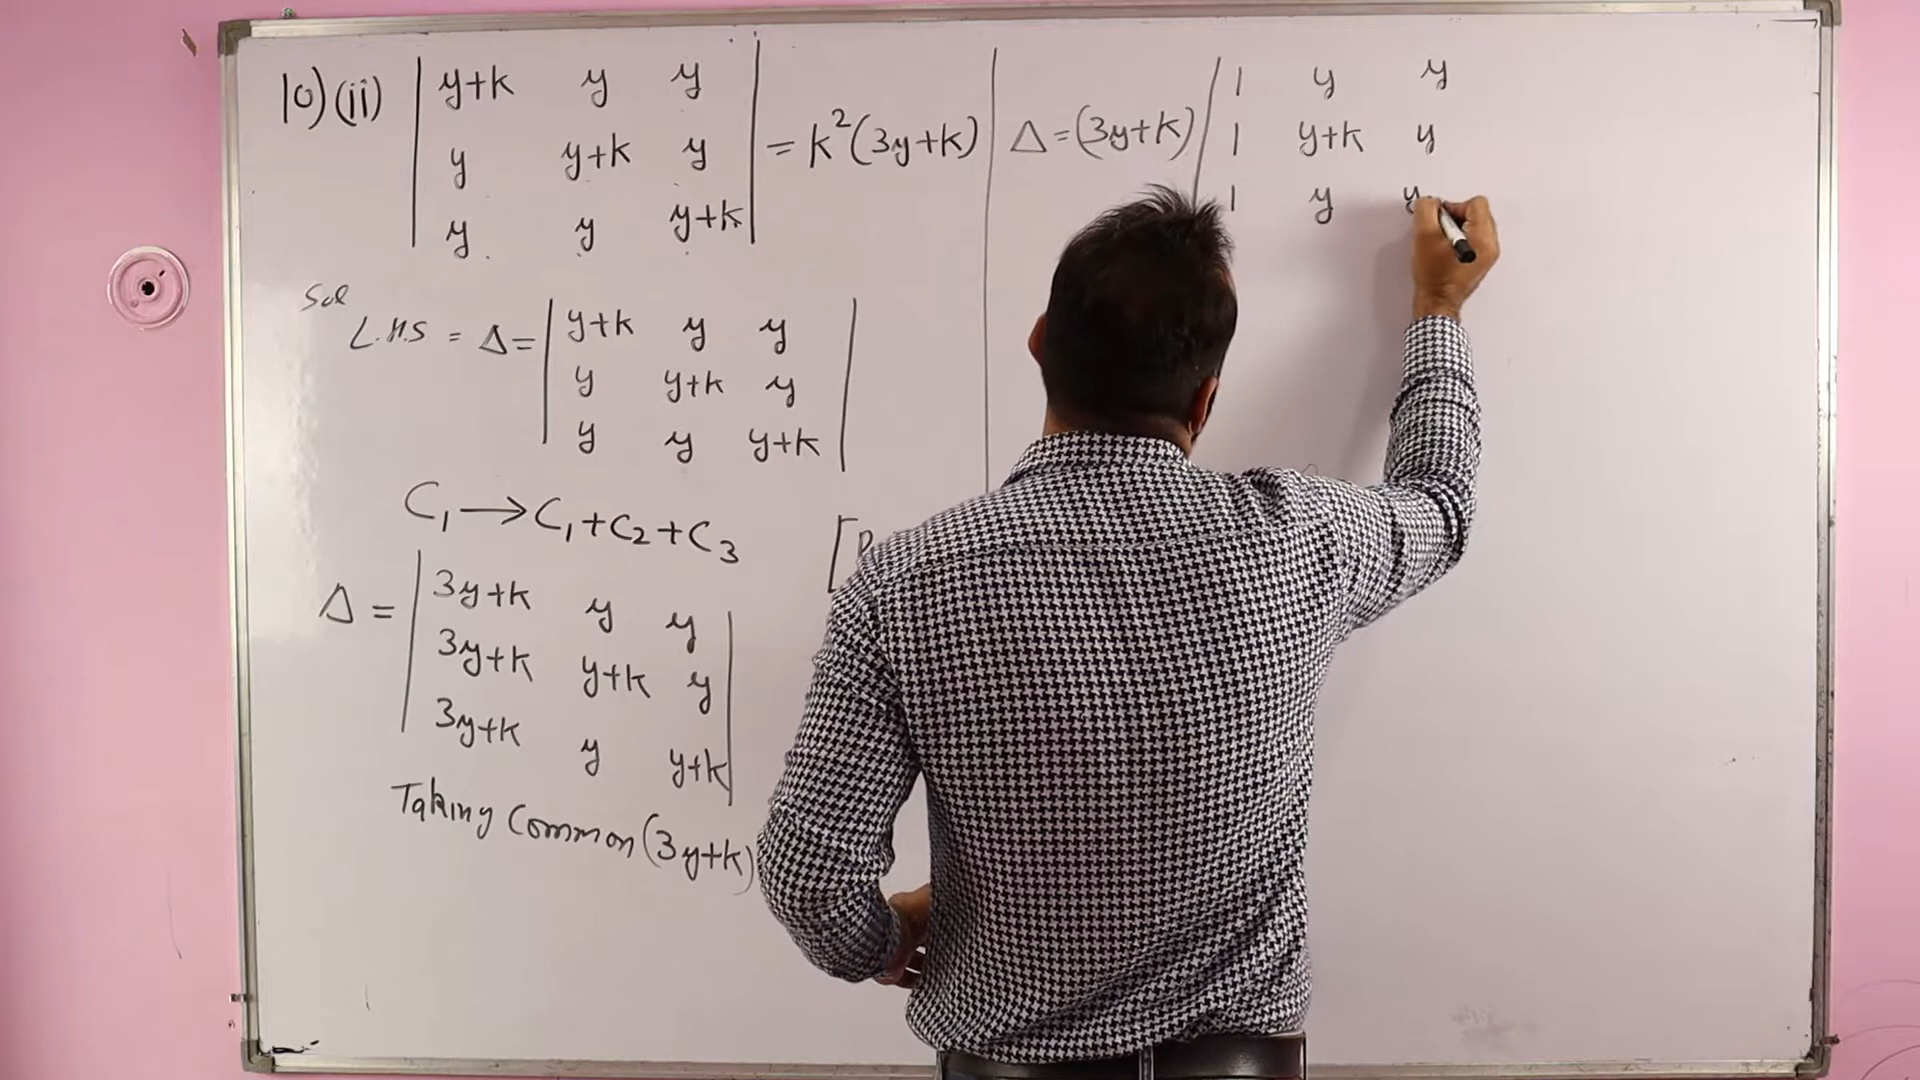 10)(ii) | y+k y y |
| y y+k y | = k²(3y+k)
| y y y+k |
Sol
L.H.S = Δ = | y+k y y |
| y y+k y |
| y y y+k |
C₁ → C₁+C₂+C₃
Δ = | 3y+k y y |
| 3y+k y+k y |
| 3y+k y y+k |
Taking Common (3y+k)
Δ = (3y+k) | 1 y y
| 1 y+k y
| 1 y y